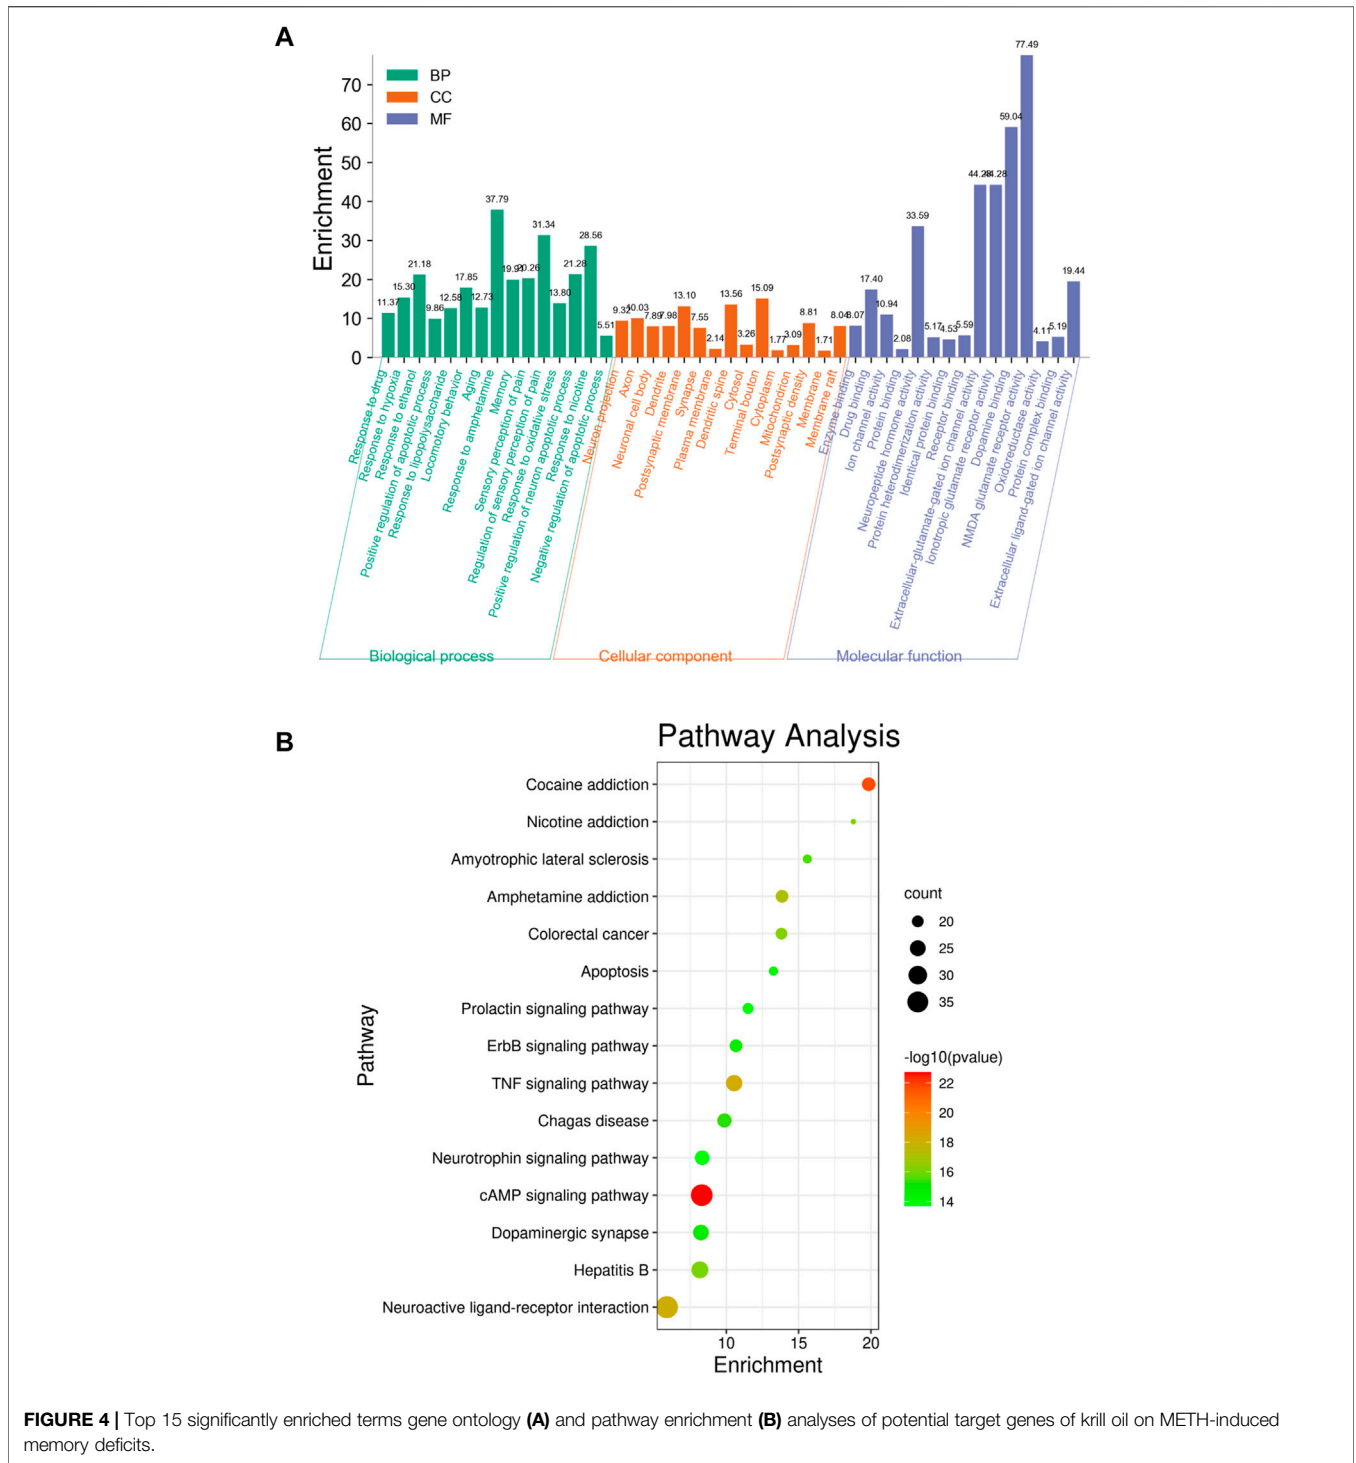 A
Enrichment
70
60
50
40
30
20
10
0
BP
CC
MF
11.37
15.30
21.18
9.86
12.58
17.85
12.73
37.79
19.94
20.26
31.34
13.80
21.28
28.56
5.51
9.32
10.03
7.89
7.98
13.10
7.55
2.14
13.56
3.26
15.09
1.77
3.09
8.81
1.71
8.04
8.07
17.40
10.94
2.08
33.59
5.17
4.53
5.59
44.28
44.28
59.04
77.49
4.11
5.19
19.44
Response to drug
Response to hypoxia
Response to ethanol
Positive regulation of apoptotic process
Response to lipopolysaccharide
Locomotory behavior
Aging
Response to amphetamine
Memory
Sensory perception of pain
Regulation of sensory perception of pain
Response to oxidative stress
Positive regulation of neuron apoptotic process
Response to nicotine
Negative regulation of apoptotic process
Neuron projection
Axon
Neuronal cell body
Dendrite
Postsynaptic membrane
Synapse
Plasma membrane
Dendritic spine
Cytosol
Terminal bouton
Cytoplasm
Mitochondrion
Postsynaptic density
Membrane
Membrane raft
Enzyme binding
Drug binding
Ion channel activity
Protein binding
Neuropeptide hormone activity
Protein heterodimerization activity
Identical protein binding
Receptor binding
Extracellular-glutamate-gated ion channel activity
Ionotropic glutamate receptor activity
Dopamine binding
NMDA glutamate receptor activity
Oxidoreductase activity
Protein complex binding
Extracellular ligand-gated ion channel activity
Biological process
Cellular component
Molecular function
B
Pathway Analysis
Pathway
Cocaine addiction
Nicotine addiction
Amyotrophic lateral sclerosis
Amphetamine addiction
Colorectal cancer
Apoptosis
Prolactin signaling pathway
ErbB signaling pathway
TNF signaling pathway
Chagas disease
Neurotrophin signaling pathway
cAMP signaling pathway
Dopaminergic synapse
Hepatitis B
Neuroactive ligand-receptor interaction
10 15 20
Enrichment
count
20
25
30
35
-log10(pvalue)
22
20
18
16
14
FIGURE 4 | Top 15 significantly enriched terms gene ontology (A) and pathway enrichment (B) analyses of potential target genes of krill oil on METH-induced
memory deficits.